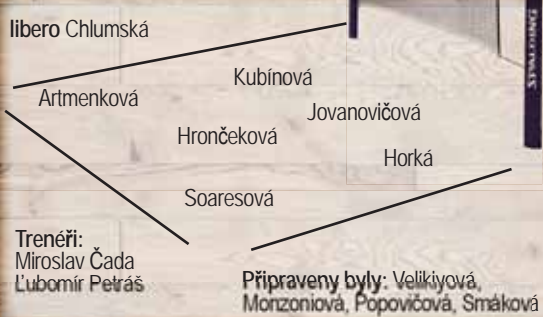 libero Chlumská
Kubínová
Artmenková
Jovanovičová
Hrončeková
Horká
Soaresová
Trenéři:
Miroslav Čada
Ľubomír Petráš
Připraveny byly: Velikiyová,
Monzoniová, Popovičová, Smáková